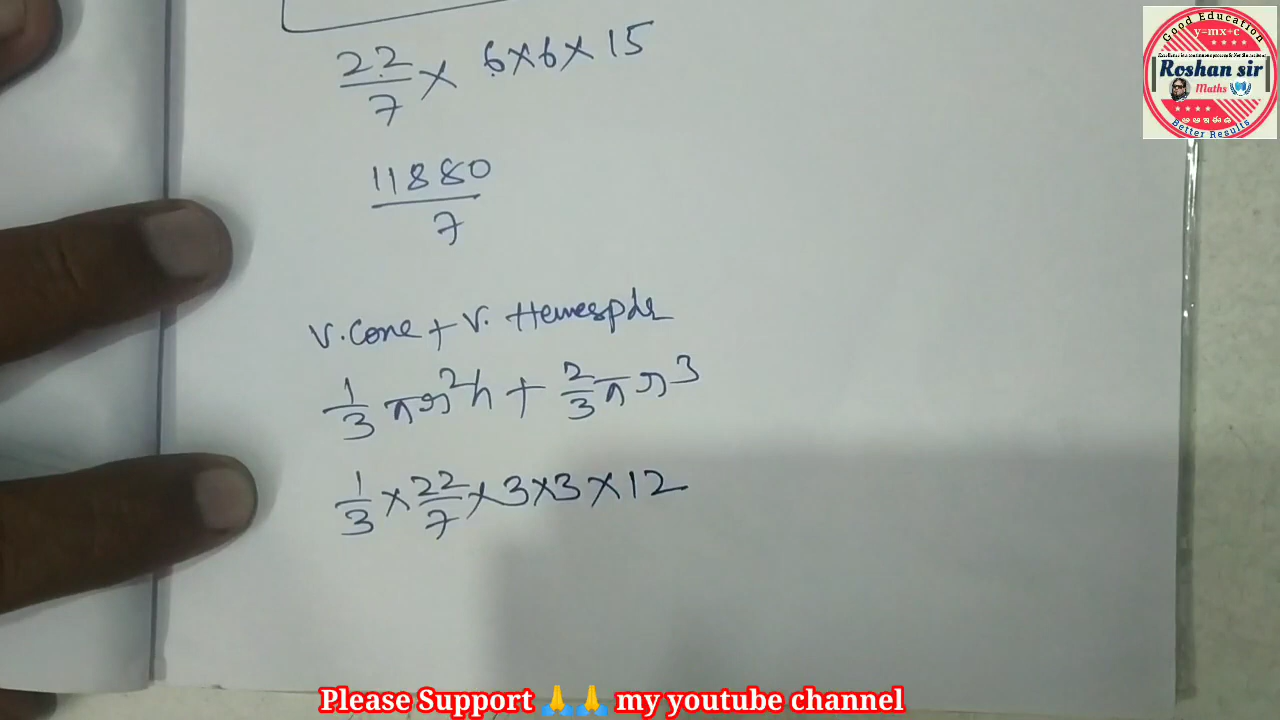 22/7 × 6×6×15
11880/7
V. Cone + V. Hemespdr
1/3 πr²h + 2/3 πr³
1/3 × 22/7 × 3×3×12
Good Education
y=mx+c
Roshan sir
Maths
Better Results
Please Support 🙏🙏 my youtube channel